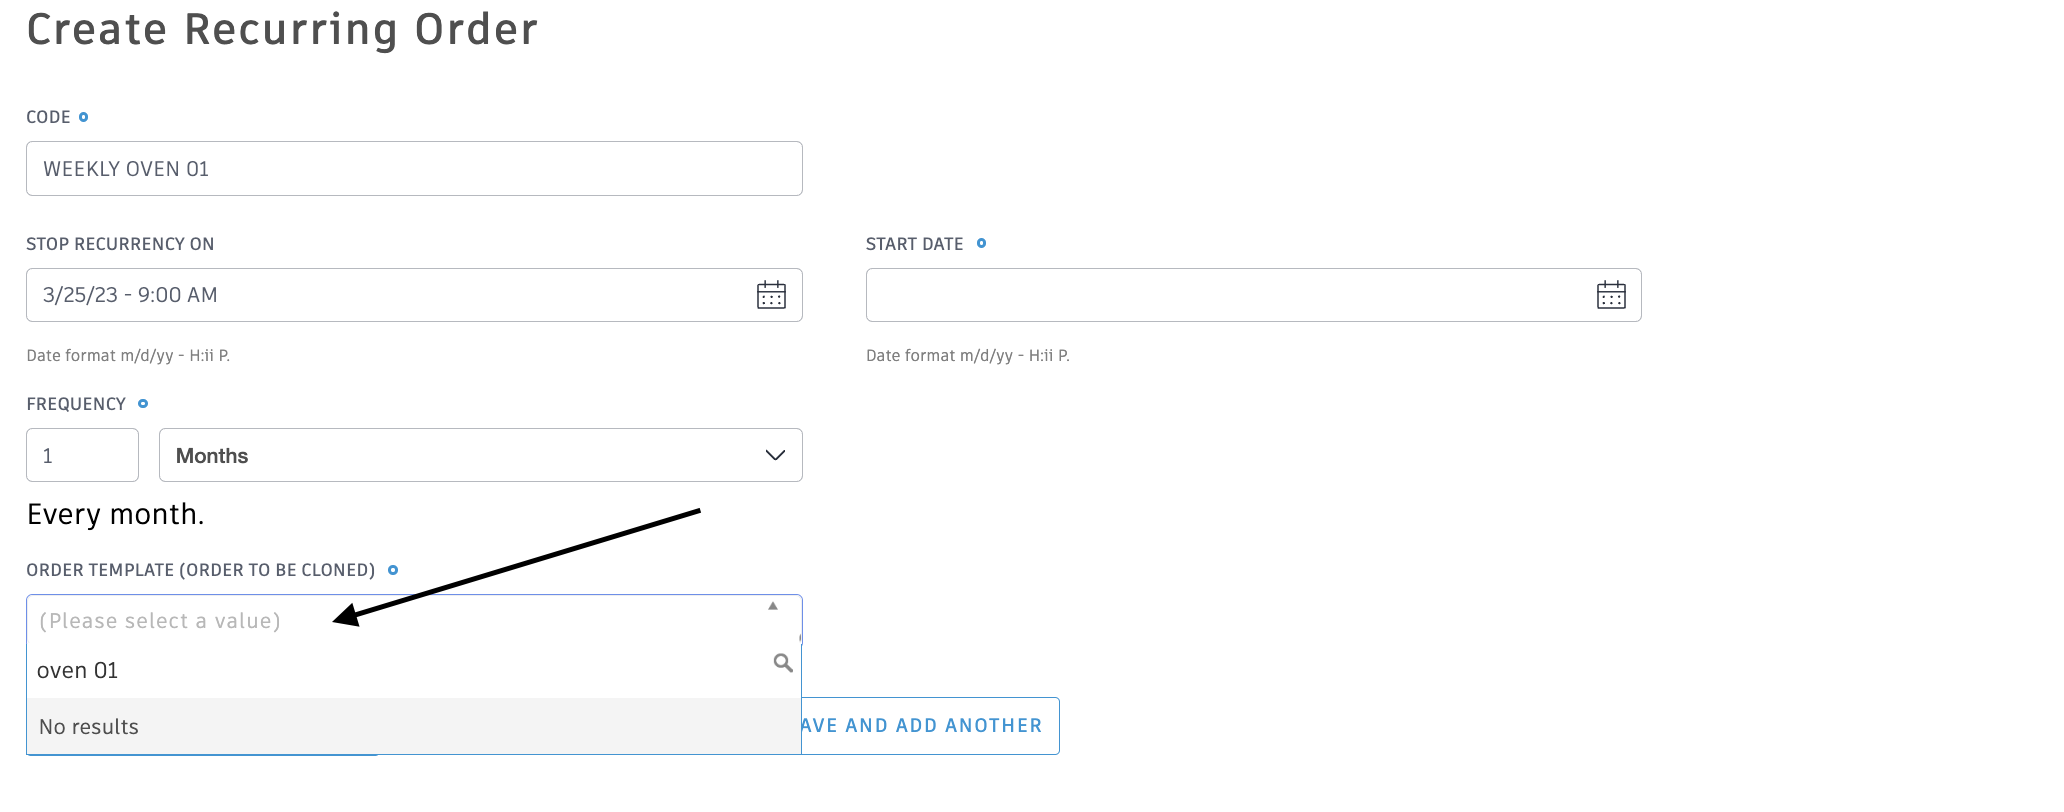 Create Recurring Order
CODE
WEEKLY OVEN 01
STOP RECURRENCY ON
3/25/23 - 9:00 AM
Date format m/d/yy - H:ii P.
START DATE
Date format m/d/yy - H:ii P.
FREQUENCY
1 Months
Every month.
ORDER TEMPLATE (ORDER TO BE CLONED)
(Please select a value)
oven 01
No results
AVE AND ADD ANOTHER